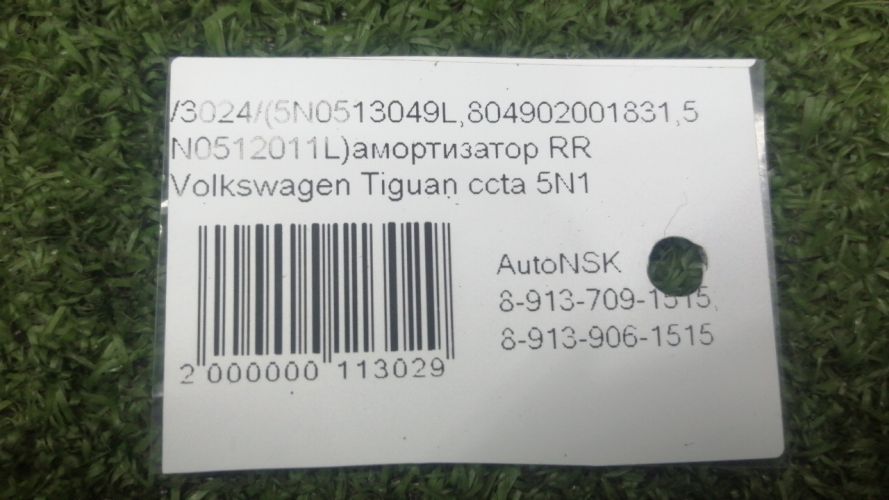 /3024/(5N0513049L,804902001831,5
N0512011L)амортизатор RR
Volkswagen Tiguan ccta 5N1
AutoNSK
8-913-709-1515,
8-913-906-1515
2 000000 113029